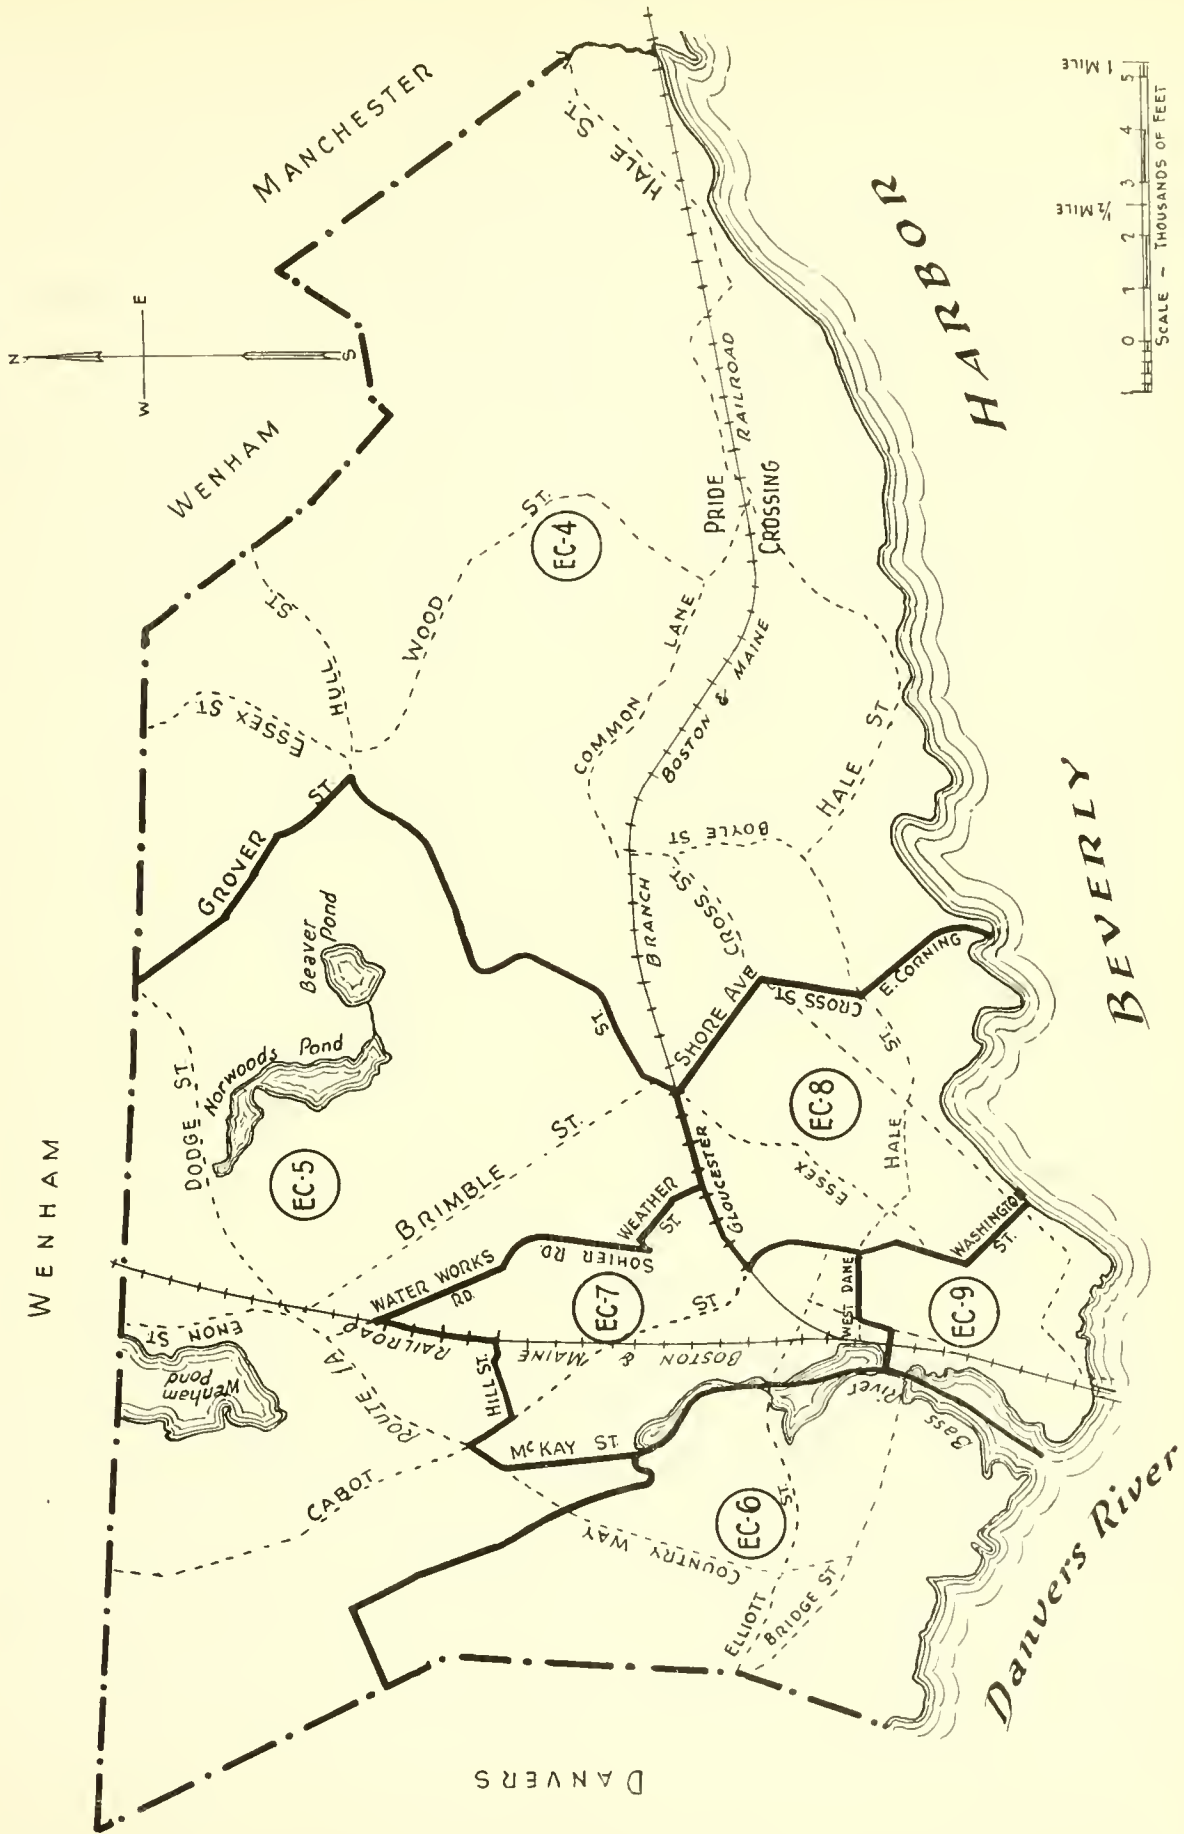 WENHAM
WENHAM
MANCHESTER
DANVERS
N
S
W
E
GROVER ST.
ESSEX ST
HULL ST
WOOD ST.
EC-4
HALE ST.
PRIDE
CROSSING
RAILROAD
COMMON LANE
BOSTON & MAINE
BRANCH
GLOUCESTER
HALE ST
BOYLE ST
CROSS ST.
SHORE AVE
CROSS ST.
E. CORNING
ST.
Beaver
Pond
Norwoods Pond
DODGE ST.
EC-5
BRIMBLE ST.
ENON
ST
Wenham
Pond
ROUTE 1A
CABOT
ST
RAILROAD
BOSTON & MAINE
WATER WORKS
RD.
SOHIER RD.
WEATHER
ST.
EC-7
HILL ST.
McKAY ST
EC-8
HALE ST
ESSEX
WEST DANE
WASHINGTON
ST.
EC-9
Bass River
EC-6
COUNTRY WAY
ELLIOTT ST.
BRIDGE ST
Danvers River
BEVERLY HARBOR
½ MILE
1 MILE
1 0 1 2 3 4 5
SCALE - THOUSANDS OF FEET